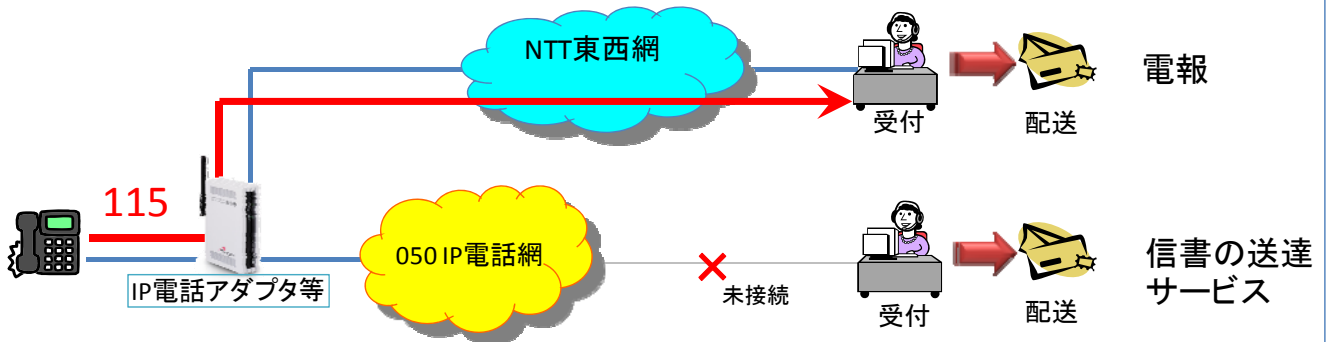 NTT東西網
電報
受付
配送
115
050 IP電話網
IP電話アダプタ等
未接続
信書の送達
サービス
受付
配送